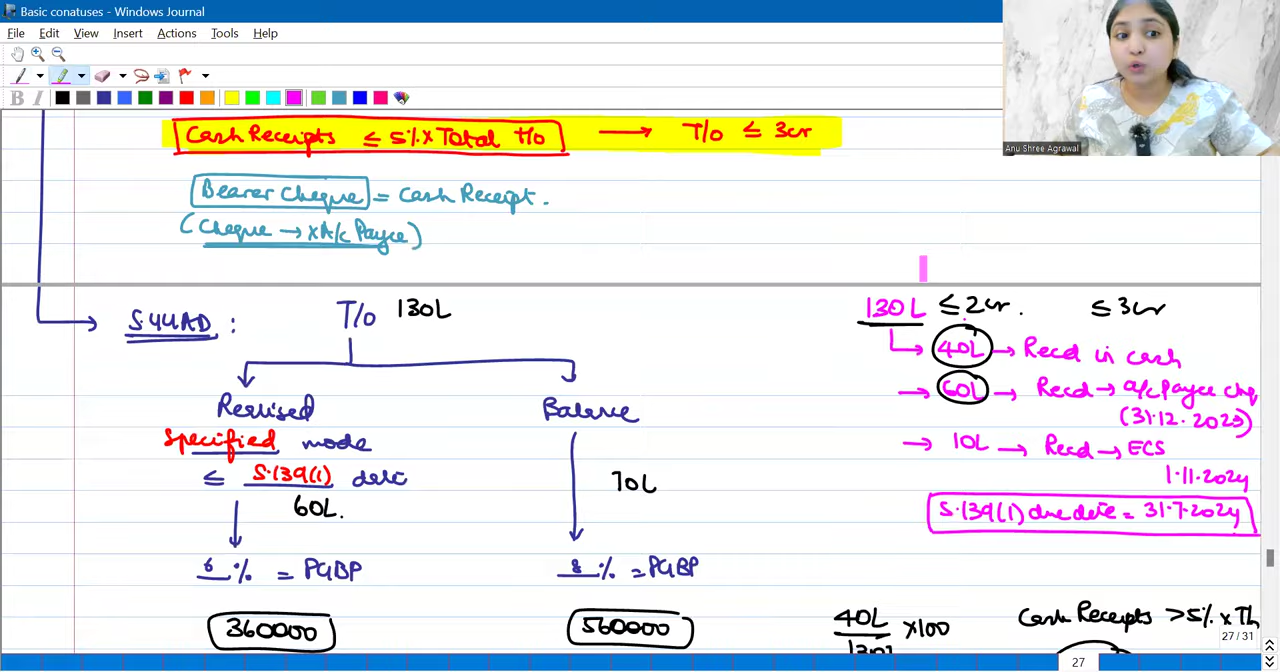 Basic conatuses - Windows Journal
File Edit View Insert Actions Tools Help
B I
Anu Shree Agrawal
Cash Receipts ≤ 5% x Total T/o → T/o ≤ 3cr
Bearer Cheque = Cash Receipt.
(Cheque → x A/c Payee)
S.44AD : T/o 130L
130L ≤ 2cr. ≤ 3cr
→ 40L → Recd in cash
→ 60L → Recd → a/c Payee chq
(31.12.2023)
→ 10L → Recd → ECS
1.11.2024
S.139(1) due date = 31.7.2024
Realised Balance
Specified mode
≤ S.139(1) date 70L
60L.
6 % = PGBP 8 % = PGBP
360000 560000
40L x100
Cash Receipts > 5% x
27 / 31
27